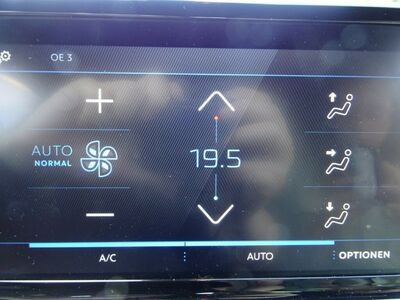 OE 3
AUTO
NORMAL
19.5
A/C
AUTO
OPTIONEN